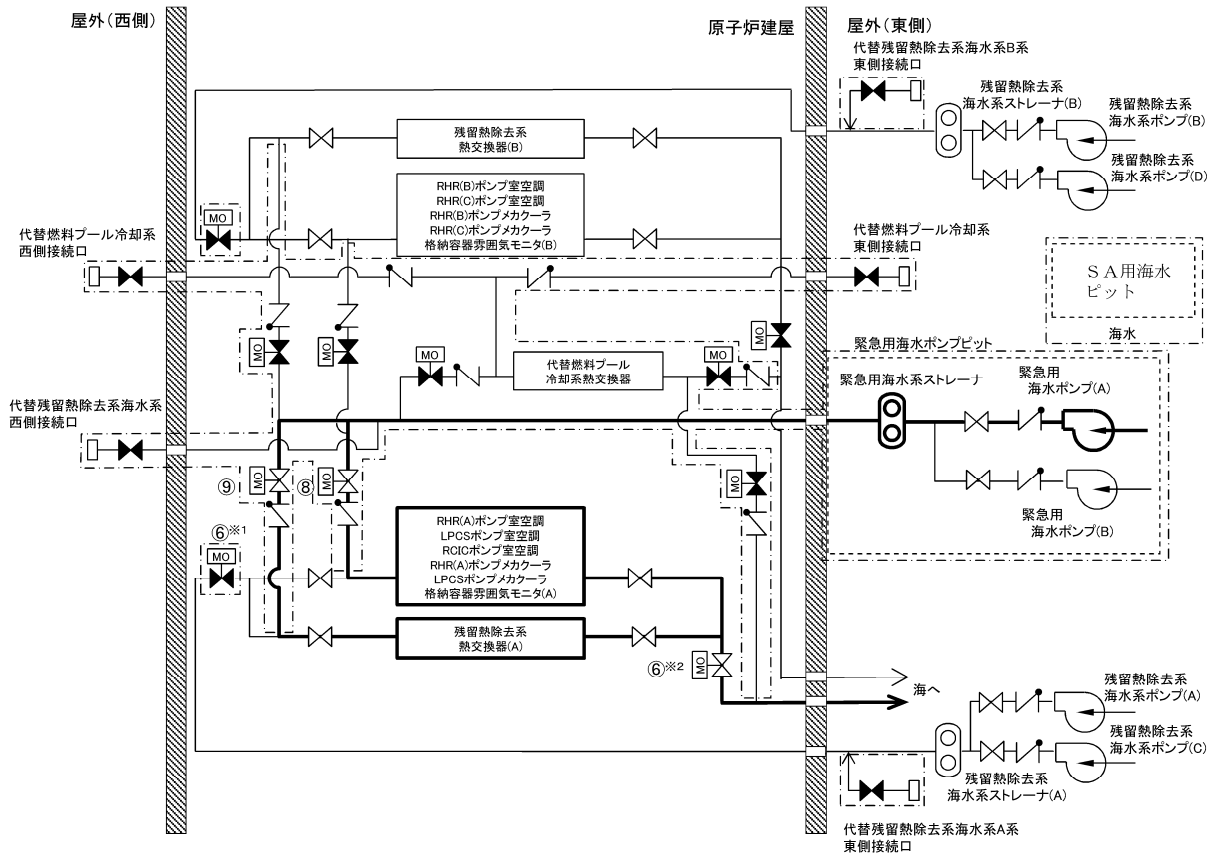 屋外（西側）
原子炉建屋
屋外（東側）
代替残留熱除去系海水系B系
東側接続口
残留熱除去系
海水系ストレーナ(B)
残留熱除去系
海水系ポンプ(B)
残留熱除去系
海水系ポンプ(D)
残留熱除去系
熱交換器(B)
RHR(B)ポンプ室空調
RHR(C)ポンプ室空調
RHR(B)ポンプメカクーラ
RHR(C)ポンプメカクーラ
格納容器雰囲気モニタ(B)
MO
代替燃料プール冷却系
西側接続口
代替燃料プール冷却系
東側接続口
ＳＡ用海水
ピット
海水
MO
MO
MO
代替燃料プール
冷却系熱交換器
MO
MO
緊急用海水ポンプピット
緊急用海水系ストレーナ
緊急用
海水ポンプ(A)
代替残留熱除去系海水系
西側接続口
⑨
MO
⑧
MO
MO
緊急用
海水ポンプ(B)
⑥※1
MO
RHR(A)ポンプ室空調
LPCSポンプ室空調
RCICポンプ室空調
RHR(A)ポンプメカクーラ
LPCSポンプメカクーラ
格納容器雰囲気モニタ(A)
残留熱除去系
熱交換器(A)
⑥※2
MO
海へ
残留熱除去系
海水系ポンプ(A)
残留熱除去系
海水系ポンプ(C)
残留熱除去系
海水系ストレーナ(A)
代替残留熱除去系海水系A系
東側接続口